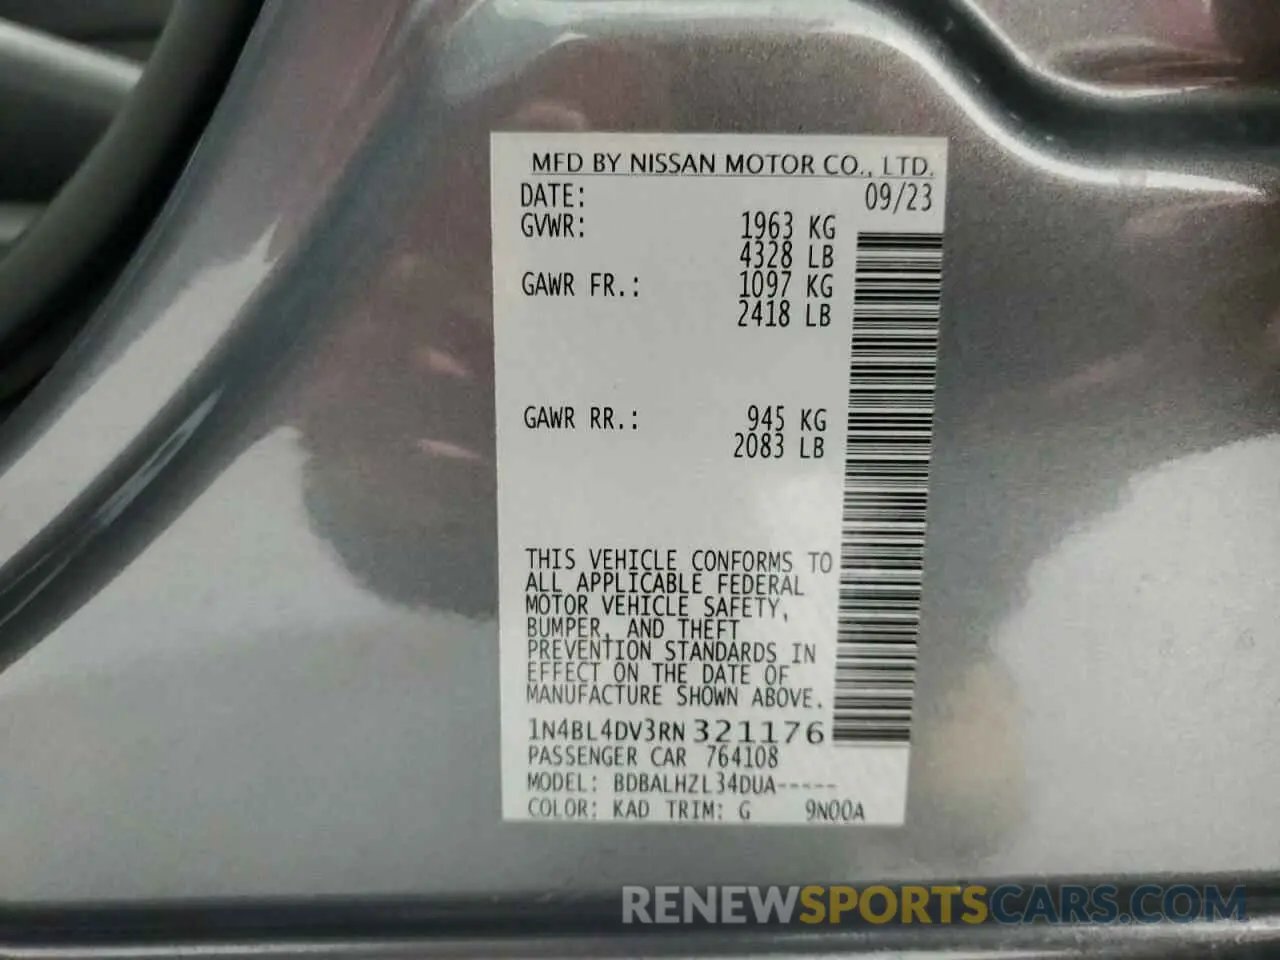 MFD BY NISSAN MOTOR CO., LTD.
DATE: 09/23
GVWR: 1963 KG
4328 LB
GAWR FR.: 1097 KG
2418 LB
GAWR RR.: 945 KG
2083 LB
THIS VEHICLE CONFORMS TO
ALL APPLICABLE FEDERAL
MOTOR VEHICLE SAFETY,
BUMPER, AND THEFT
PREVENTION STANDARDS IN
EFFECT ON THE DATE OF
MANUFACTURE SHOWN ABOVE.
1N4BL4DV3RN321176
PASSENGER CAR 764108
MODEL: BDBALHZL34DUA-----
COLOR: KAD TRIM: G 9N00A
RENEWSPORTSCARS.COM